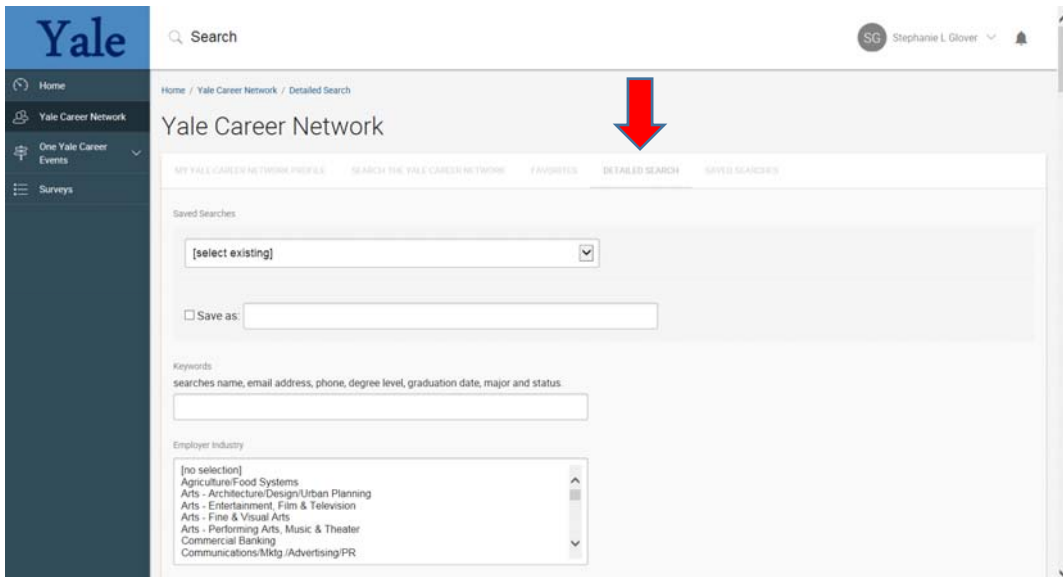 Yale
Search
SG Stephanie L Glover
Home
Yale Career Network
One Yale Career
Events
Surveys
Home / Yale Career Network / Detailed Search
Yale Career Network
MY YALE CAREER NETWORK PROFILE SEARCH THE YALE CAREER NETWORK FAVORITES DETAILED SEARCH SAVED SEARCHES
Saved Searches
[select existing]
Save as:
Keywords
searches name, email address, phone, degree level, graduation date, major and status
Employer Industry
[no selection]
Agriculture/Food Systems
Arts - Architecture/Design/Urban Planning
Arts - Entertainment, Film & Television
Arts - Fine & Visual Arts
Arts - Performing Arts, Music & Theater
Commercial Banking
Communications/Mktg./Advertising/PR